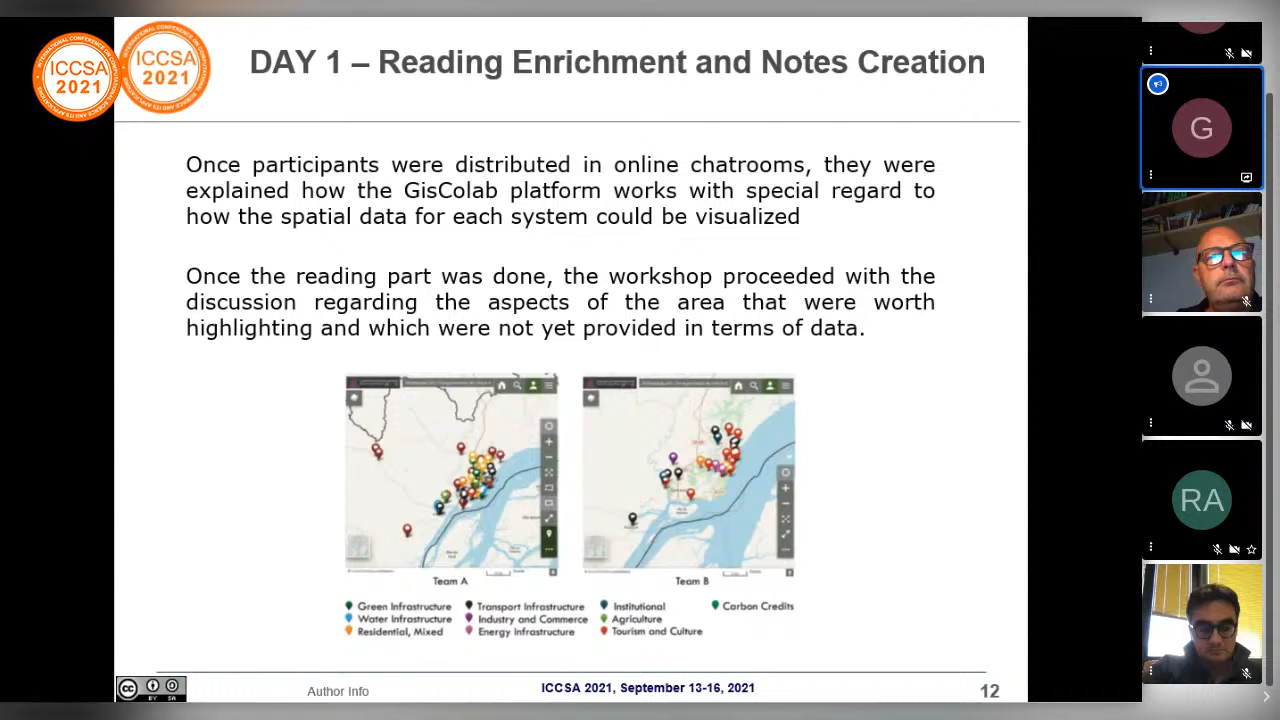 ICCSA
2021
ICCSA
2021
DAY 1 – Reading Enrichment and Notes Creation
Once participants were distributed in online chatrooms, they were
explained how the GisColab platform works with special regard to
how the spatial data for each system could be visualized
Once the reading part was done, the workshop proceeded with the
discussion regarding the aspects of the area that were worth
highlighting and which were not yet provided in terms of data.
Team A
Team B
Green Infrastructure
Transport Infrastructure
Institutional
Carbon Credits
Water Infrastructure
Industry and Commerce
Agriculture
Residential, Mixed
Energy Infrastructure
Tourism and Culture
cc
BY SA
Author info
ICCSA 2021, September 13-16, 2021
12
G
RA